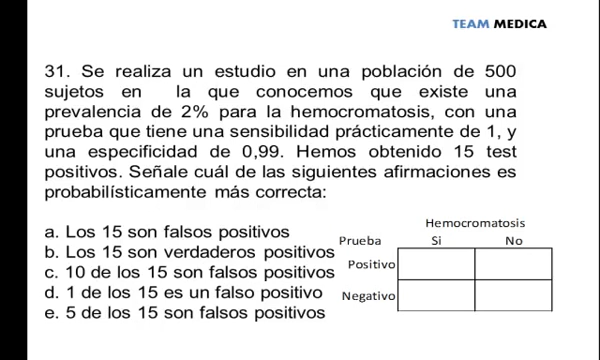 TEAM MEDICA
31. Se realiza un estudio en una población de 500
sujetos en la que conocemos que existe una
prevalencia de 2% para la hemocromatosis, con una
prueba que tiene una sensibilidad prácticamente de 1, y
una especificidad de 0,99. Hemos obtenido 15 test
positivos. Señale cuál de las siguientes afirmaciones es
probabilísticamente más correcta:
a. Los 15 son falsos positivos
b. Los 15 son verdaderos positivos
c. 10 de los 15 son falsos positivos
d. 1 de los 15 es un falso positivo
e. 5 de los 15 son falsos positivos
Hemocromatosis
Prueba Si No
Positivo
Negativo